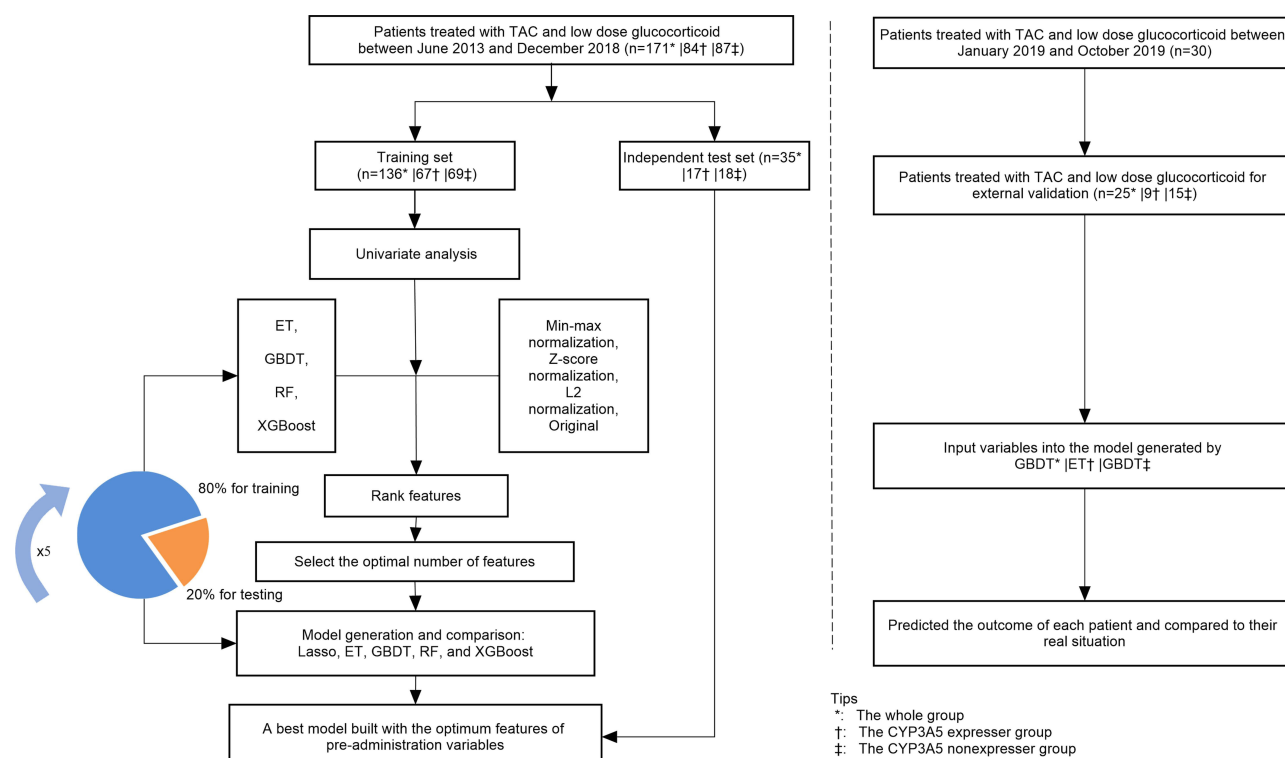 Patients treated with TAC and low dose glucocorticoid
between June 2013 and December 2018 (n=171* |84† |87‡)
Training set
(n=136* |67† |69‡)
Independent test set (n=35*
|17† |18‡)
Univariate analysis
ET,
GBDT,
RF,
XGBoost
Min-max
normalization,
Z-score
normalization,
L2
normalization,
Original
80% for training
x5
20% for testing
Rank features
Select the optimal number of features
Model generation and comparison:
Lasso, ET, GBDT, RF, and XGBoost
A best model built with the optimum features of
pre-administration variables
Patients treated with TAC and low dose glucocorticoid between
January 2019 and October 2019 (n=30)
Patients treated with TAC and low dose glucocorticoid for
external validation (n=25* |9† |15‡)
Input variables into the model generated by
GBDT* |ET† |GBDT‡
Predicted the outcome of each patient and compared to their
real situation
Tips
*: The whole group
†: The CYP3A5 expresser group
‡: The CYP3A5 nonexpresser group